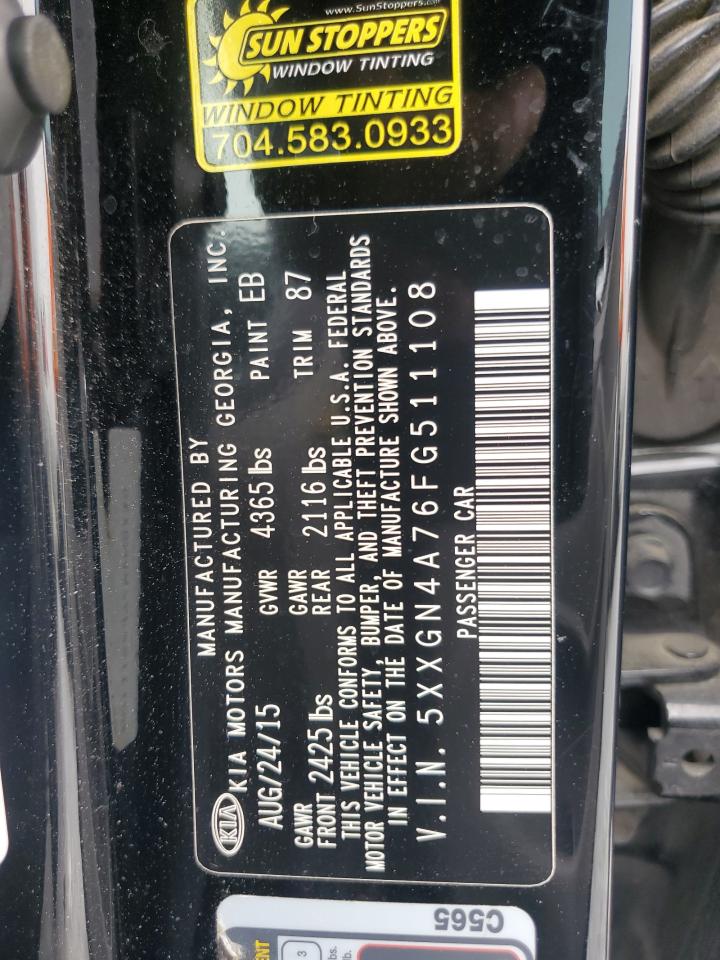 www.SunStoppers.com
SUN STOPPERS
WINDOW TINTING
WINDOW TINTING
704.583.0933
MANUFACTURED BY
KIA KIA MOTORS MANUFACTURING GEORGIA, INC.
AUG/24/15 GVWR 4365 lbs PAINT EB
GAWR FRONT 2425 lbs GAWR REAR 2116 lbs TRIM 87
THIS VEHICLE CONFORMS TO ALL APPLICABLE U.S.A. FEDERAL
MOTOR VEHICLE SAFETY, BUMPER, AND THEFT PREVENTION STANDARDS
IN EFFECT ON THE DATE OF MANUFACTURE SHOWN ABOVE.
V.I.N. 5XXGN4A76FG511108
PASSENGER CAR
C565
3